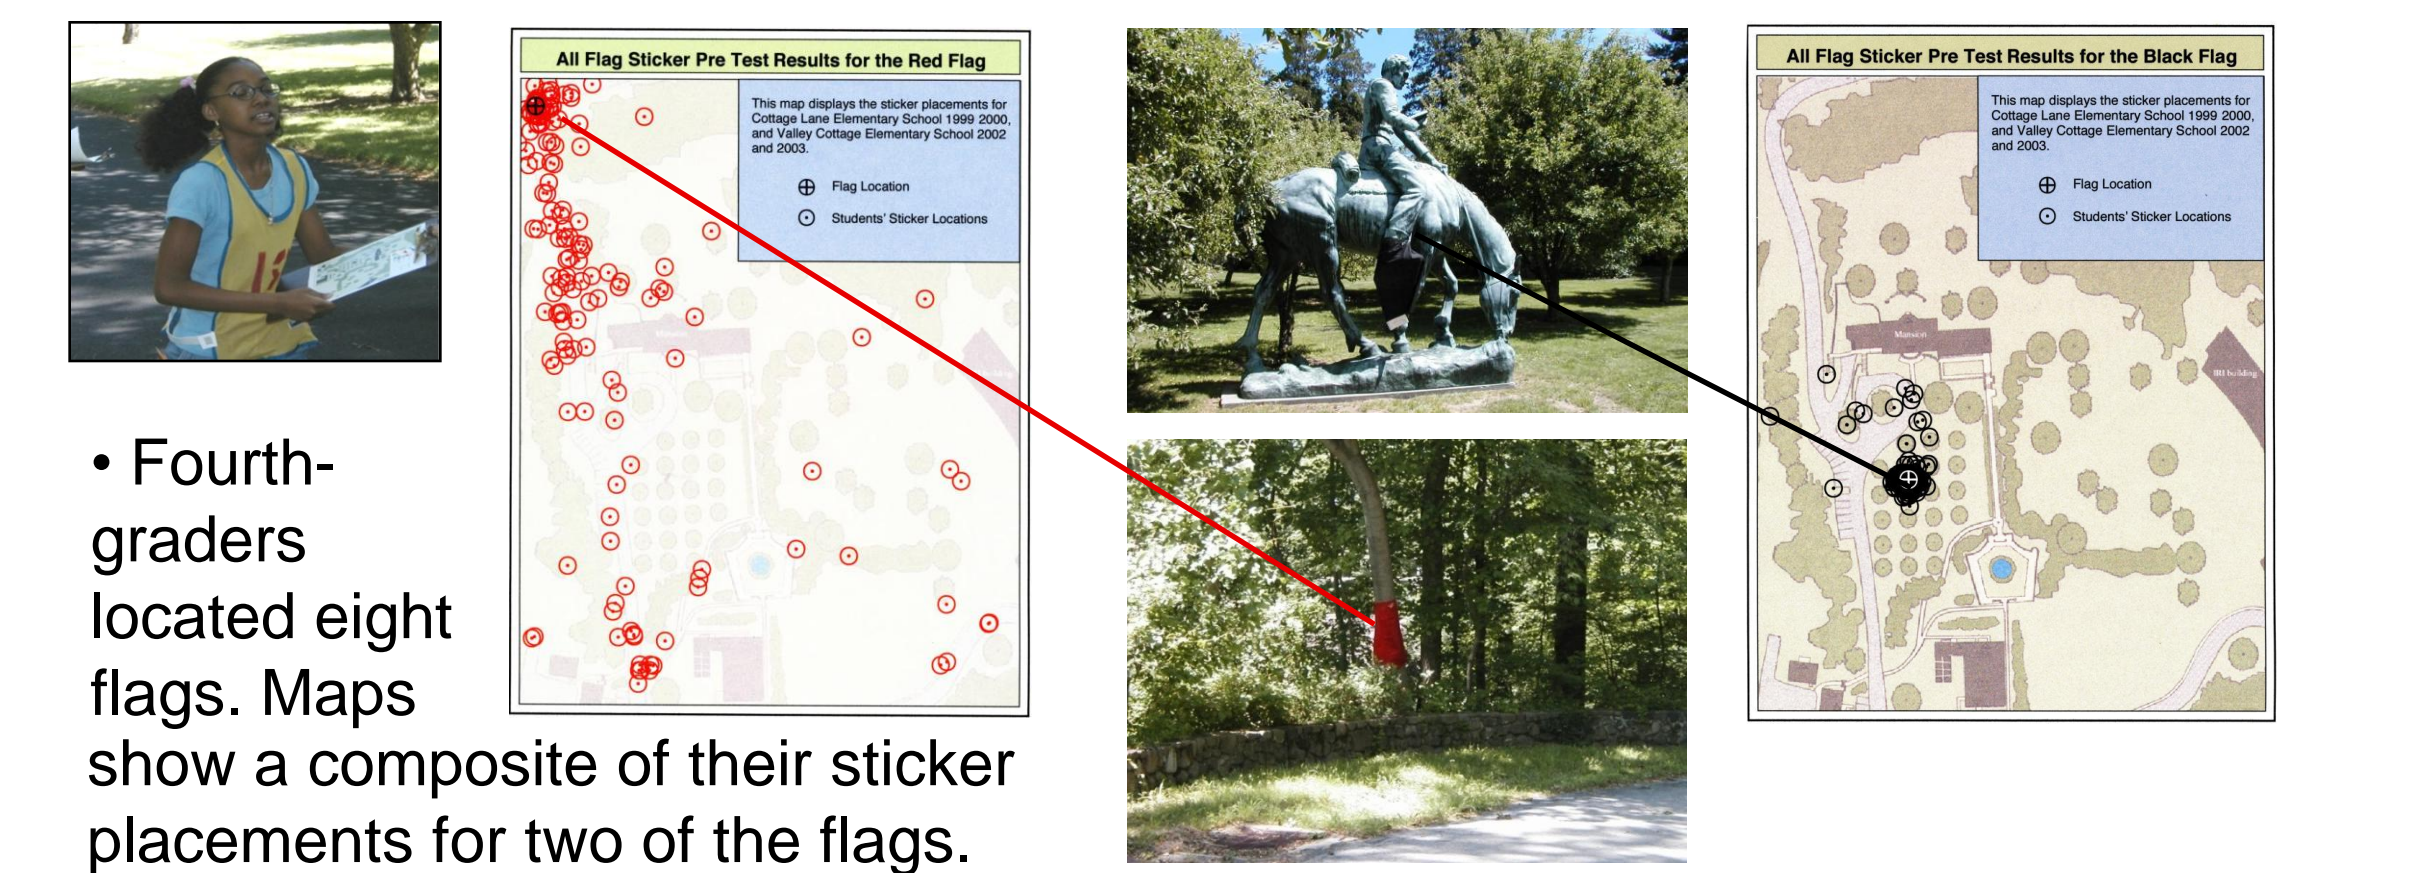 All Flag Sticker Pre Test Results for the Red Flag
This map displays the sticker placements for
Cottage Lane Elementary School 1999 2000,
and Valley Cottage Elementary School 2002
and 2003.
Flag Location
Students' Sticker Locations
All Flag Sticker Pre Test Results for the Black Flag
This map displays the sticker placements for
Cottage Lane Elementary School 1999 2000,
and Valley Cottage Elementary School 2002
and 2003.
Flag Location
Students' Sticker Locations
Mansion
• Fourth-
graders
located eight
flags. Maps
show a composite of their sticker
placements for two of the flags.